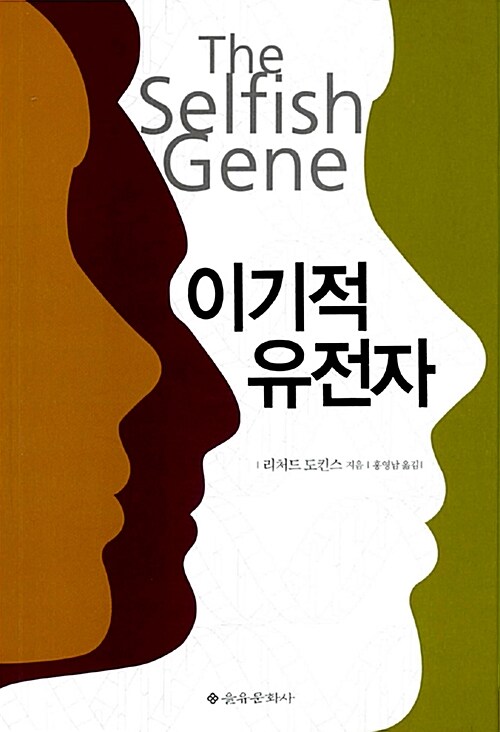 The
Selfish
Gene
이기적
유전자
| 리처드 도킨스 지음 | 홍영남 옮김 |
을유문화사